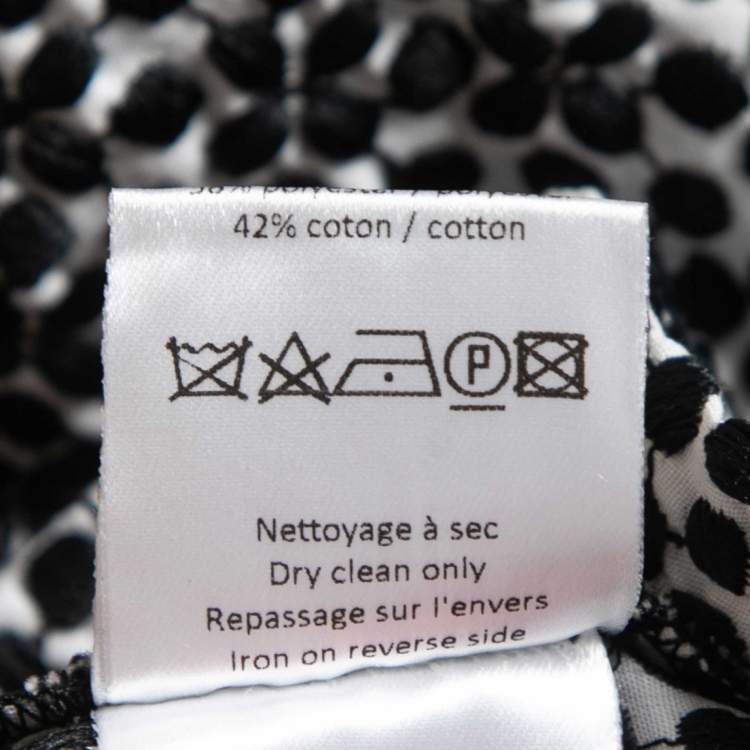 42% coton / cotton
P
Nettoyage à sec
Dry clean only
Repassage sur l'envers
Iron on reverse side